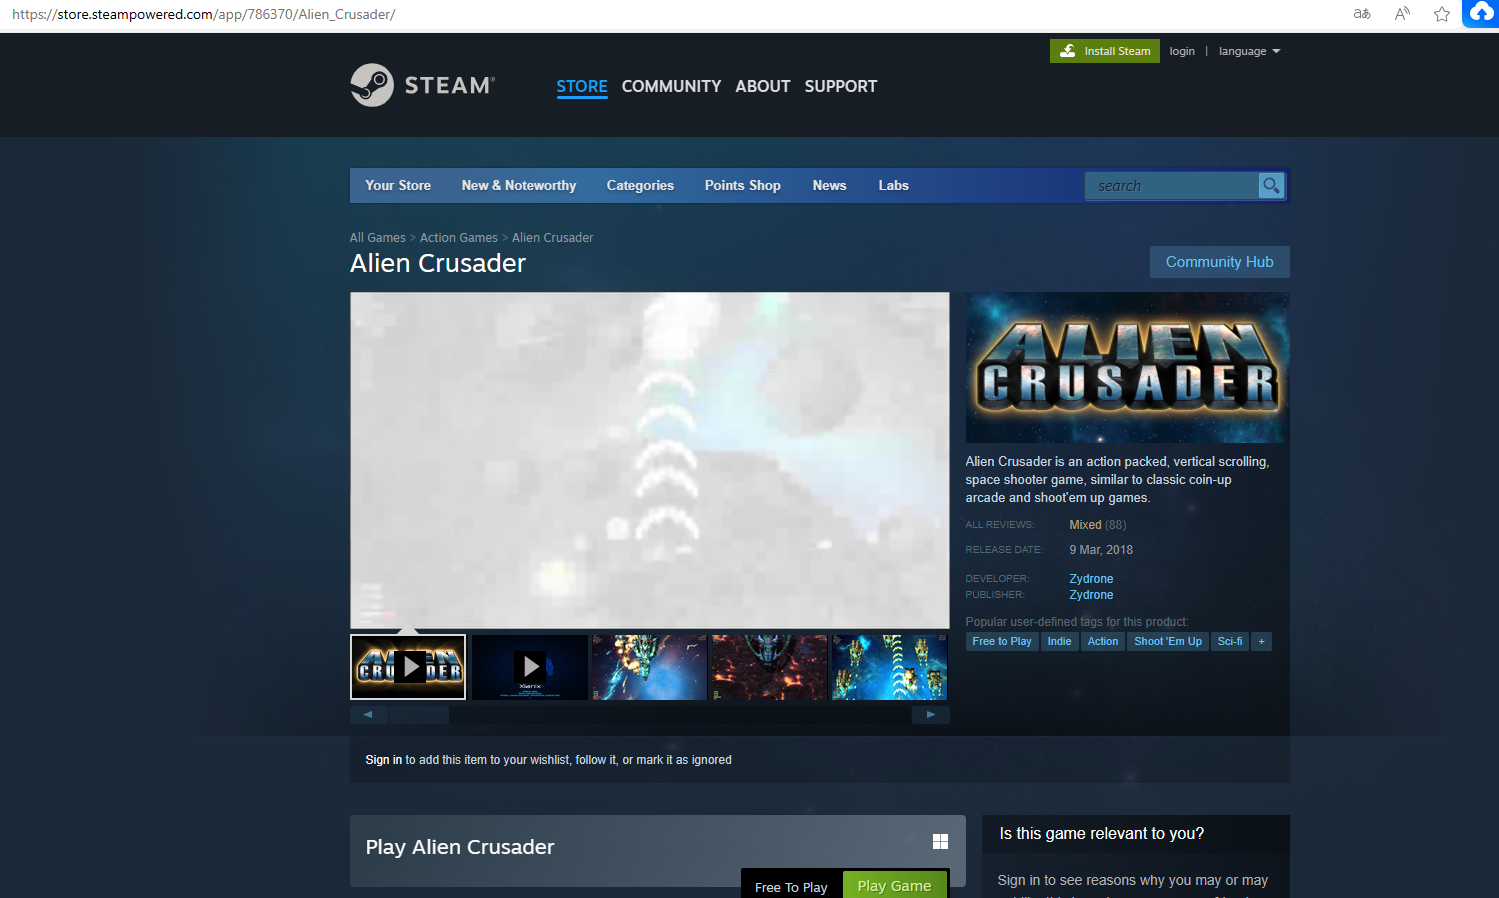 https://store.steampowered.com/app/786370/Alien_Crusader/
Install Steam login | language
STEAM®
STORE COMMUNITY ABOUT SUPPORT
Your Store New & Noteworthy Categories Points Shop News Labs search
All Games > Action Games > Alien Crusader
Alien Crusader
Community Hub
ALIEN
CRUSADER
Alien Crusader is an action packed, vertical scrolling,
space shooter game, similar to classic coin-up
arcade and shoot'em up games.
ALL REVIEWS: Mixed (88)
RELEASE DATE: 9 Mar, 2018
DEVELOPER: Zydrone
PUBLISHER: Zydrone
Popular user-defined tags for this product:
Free to Play Indie Action Shoot 'Em Up Sci-fi +
ALIEN
CRUSADER
Sign in to add this item to your wishlist, follow it, or mark it as ignored
Play Alien Crusader
Free To Play Play Game
Is this game relevant to you?
Sign in to see reasons why you may or may